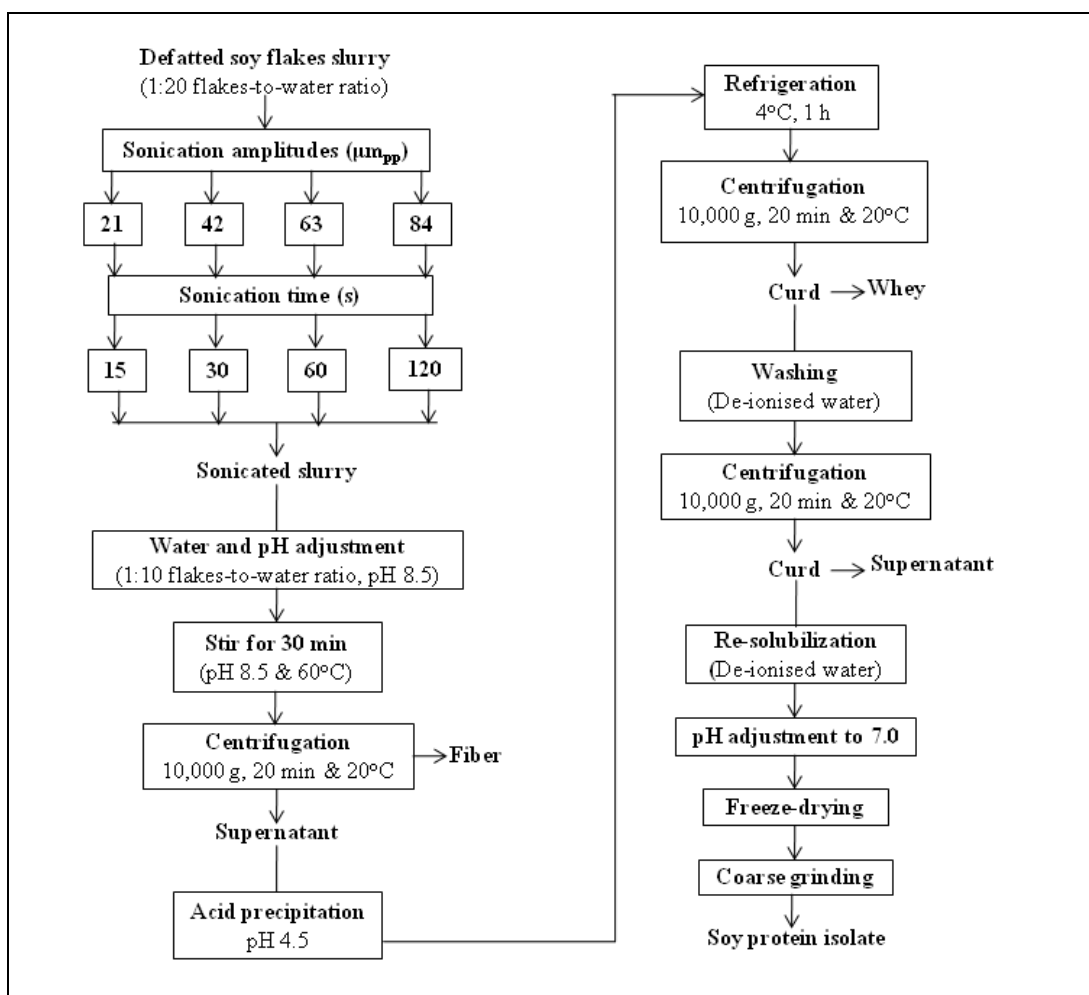 Defatted soy flakes slurry
(1:20 flakes-to-water ratio)
Sonication amplitudes (µmpp)
21
42
63
84
Sonication time (s)
15
30
60
120
Sonicated slurry
Water and pH adjustment
(1:10 flakes-to-water ratio, pH 8.5)
Stir for 30 min
(pH 8.5 & 60°C)
Centrifugation
10,000 g, 20 min & 20°C
Fiber
Supernatant
Acid precipitation
pH 4.5
Refrigeration
4°C, 1 h
Centrifugation
10,000 g, 20 min & 20°C
Curd
Whey
Washing
(De-ionised water)
Centrifugation
10,000 g, 20 min & 20°C
Curd
Supernatant
Re-solubilization
(De-ionised water)
pH adjustment to 7.0
Freeze-drying
Coarse grinding
Soy protein isolate